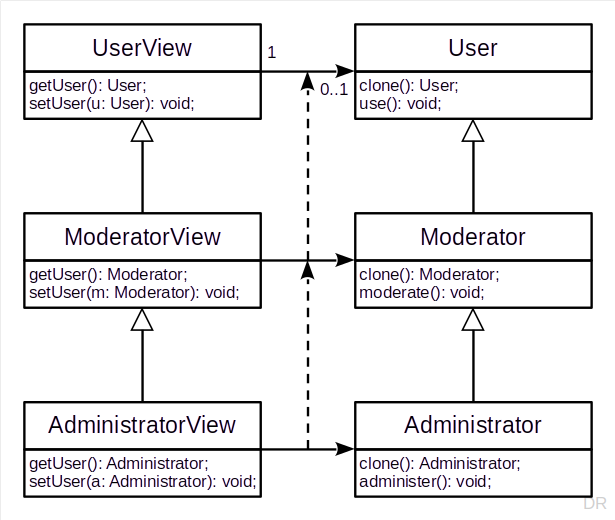 UserView
1
User
getUser(): User;
setUser(u: User): void;
0..1
clone(): User;
use(): void;
ModeratorView
Moderator
getUser(): Moderator;
setUser(m: Moderator): void;
clone(): Moderator;
moderate(): void;
AdministratorView
Administrator
getUser(): Administrator;
setUser(a: Administrator): void;
clone(): Administrator;
administer(): void;
DR